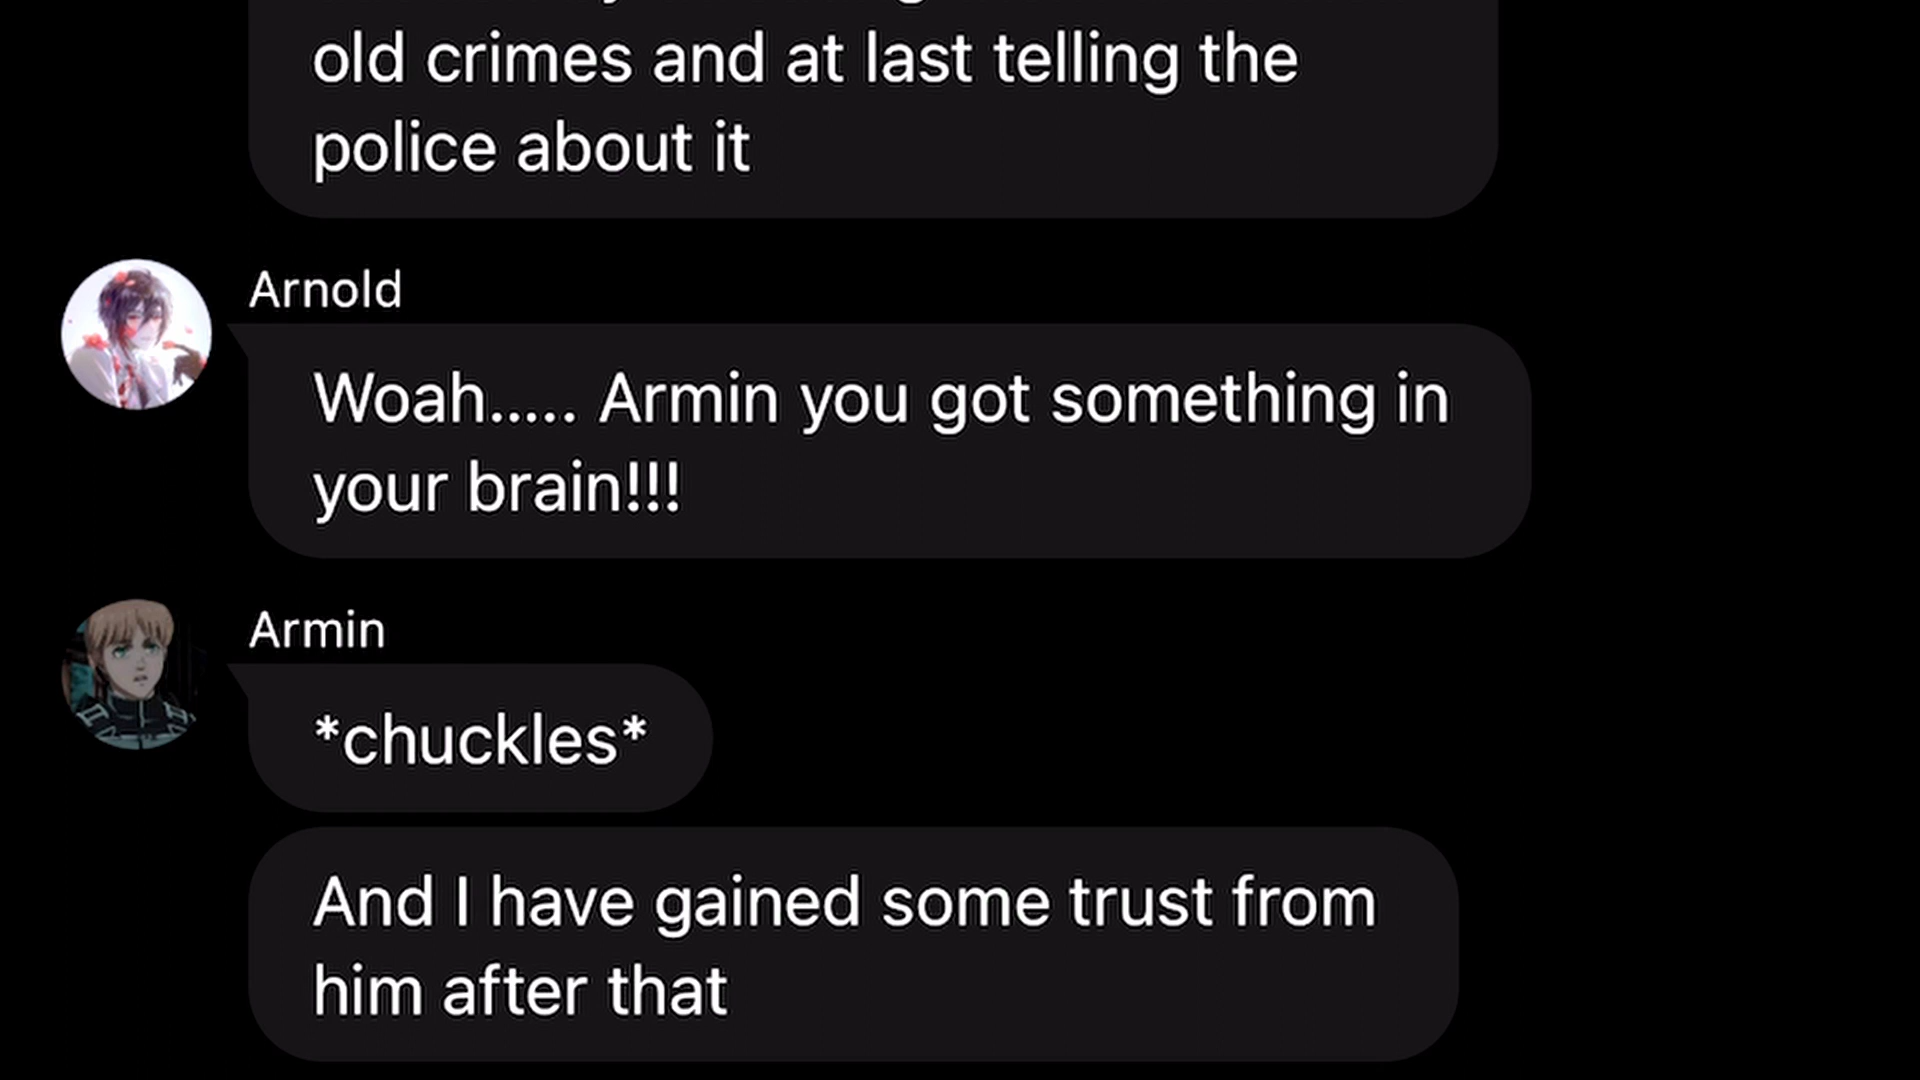 old crimes and at last telling the
police about it
Arnold
Woah..... Armin you got something in
your brain!!!
Armin
*chuckles*
And I have gained some trust from
him after that